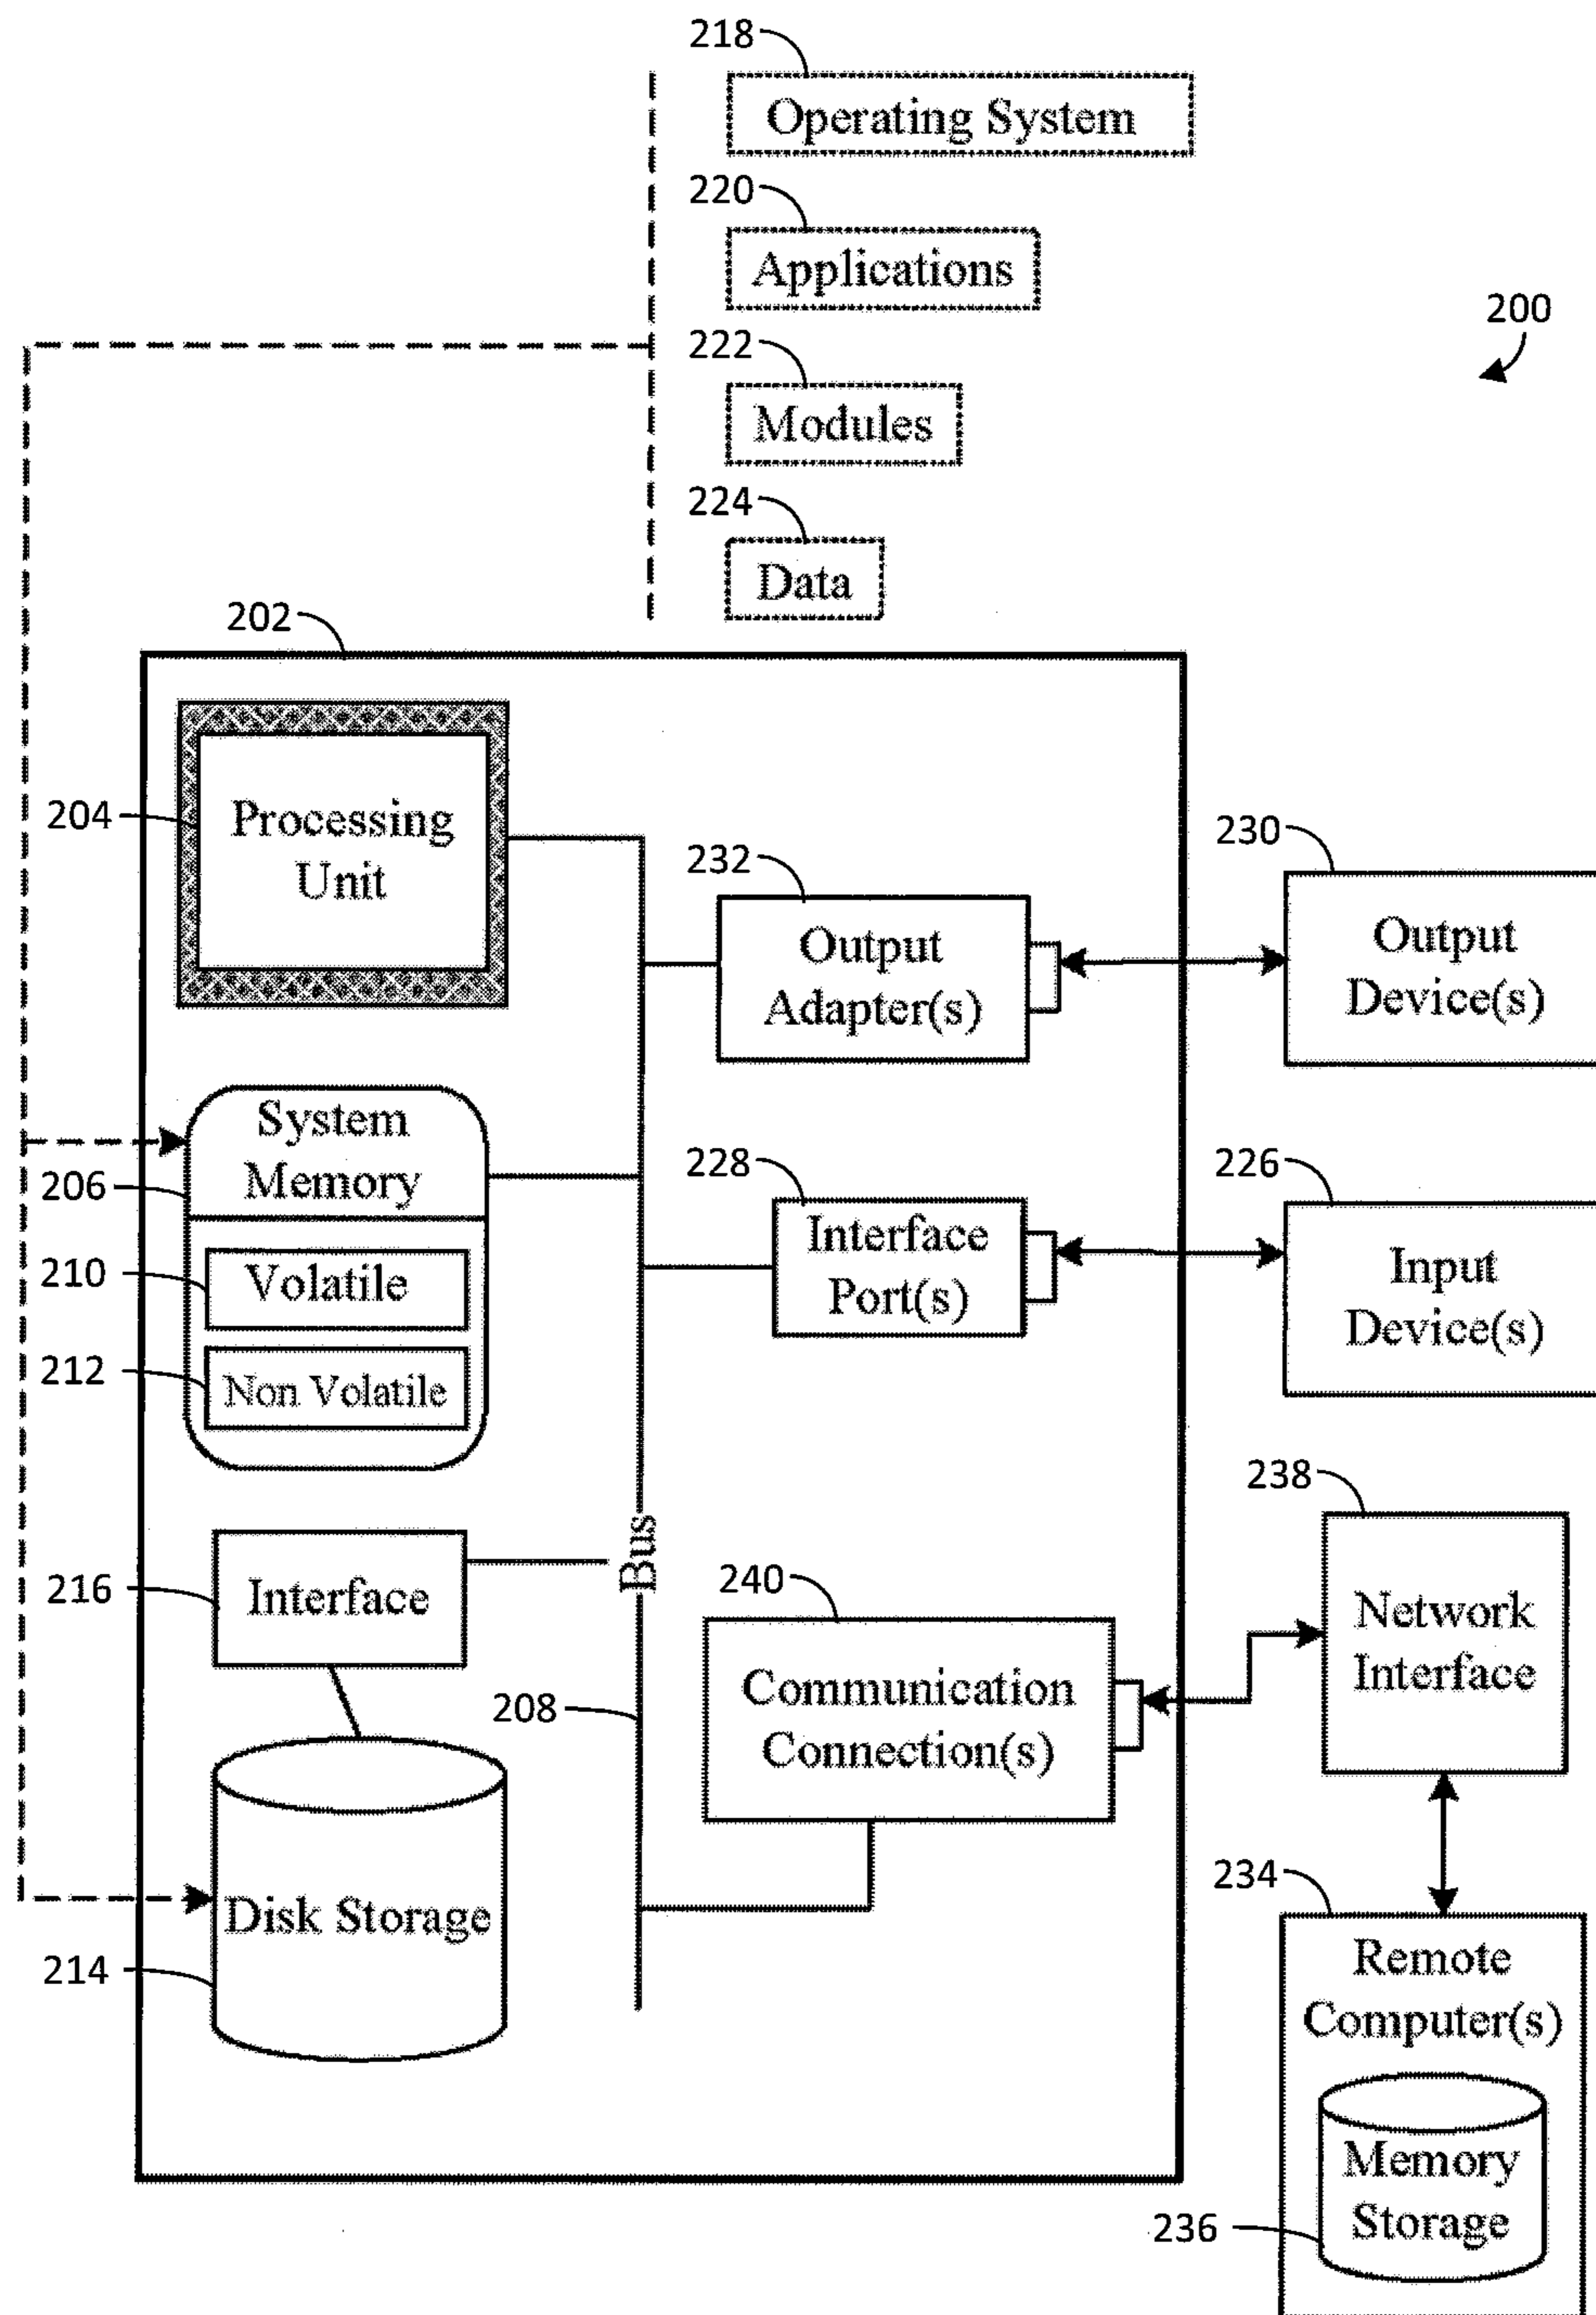 218
Operating System
220
Applications
200
222
Modules
224
Data
202
204
Processing
Unit
232
Output
Adapter(s)
230
Output
Device(s)
System
Memory
206
210
Volatile
212
Non Volatile
228
Interface
Port(s)
226
Input
Device(s)
216
Interface
Bus
208
240
Communication
Connection(s)
238
Network
Interface
Disk Storage
214
234
Remote
Computer(s)
Memory
Storage
236